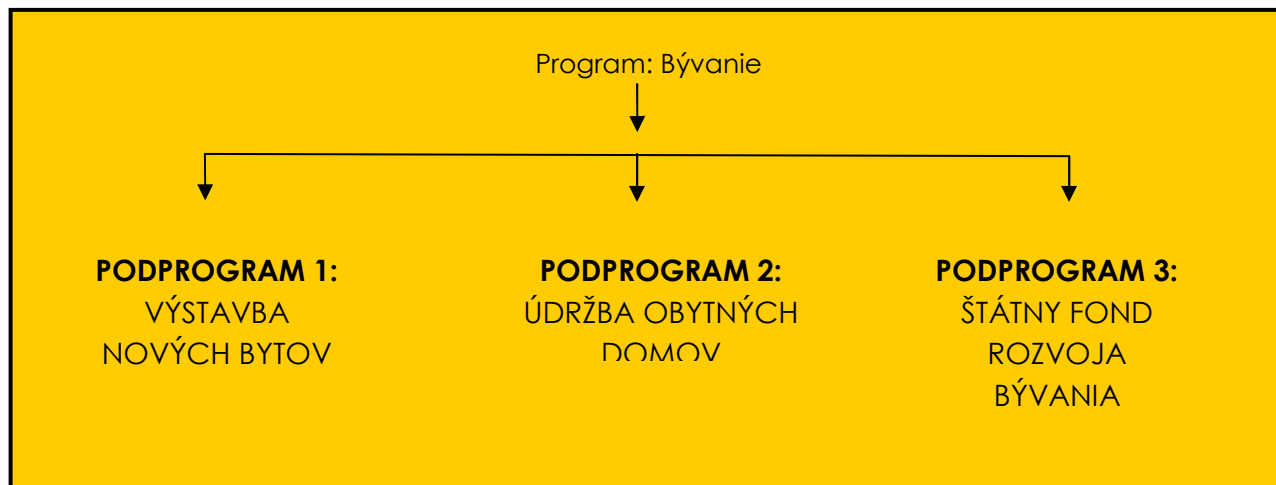 Program: Bývanie
PODPROGRAM 1:
VÝSTAVBA
NOVÝCH BYTOV
PODPROGRAM 2:
ÚDRŽBA OBYTNÝCH
DOMOV
PODPROGRAM 3:
ŠTÁTNY FOND
ROZVOJA
BÝVANIA